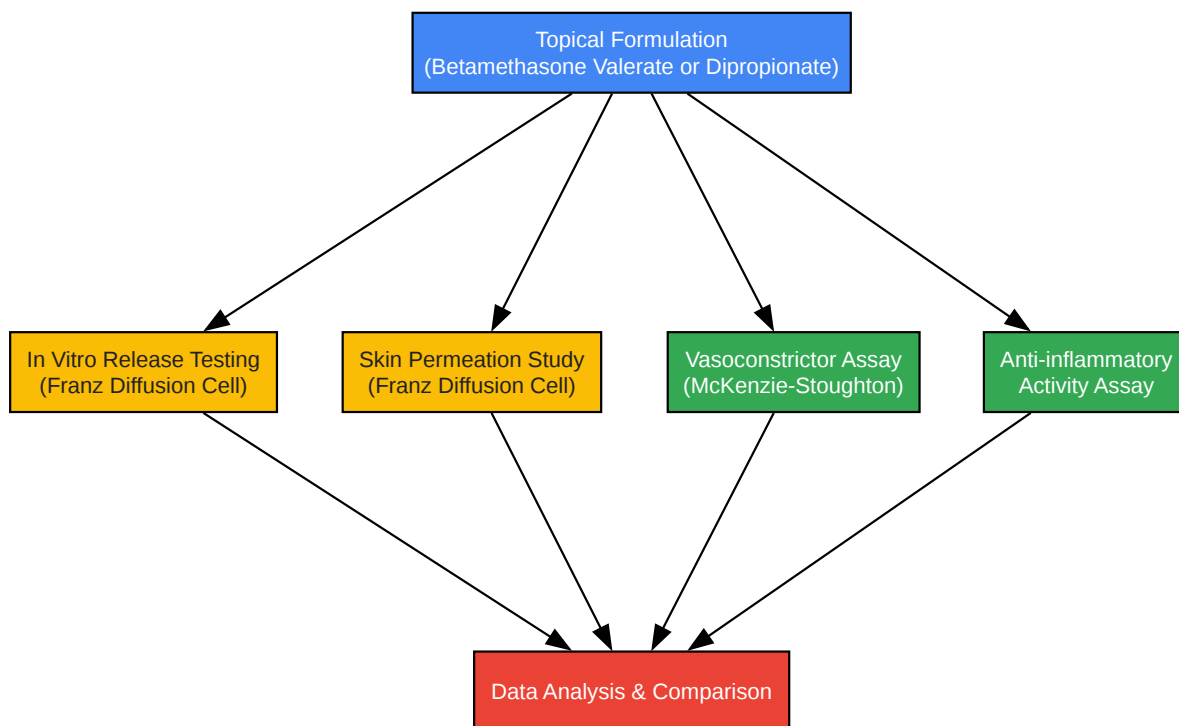 Topical Formulation
(Betamethasone Valerate or Dipropionate)
In Vitro Release Testing
(Franz Diffusion Cell)
Skin Permeation Study
(Franz Diffusion Cell)
Vasoconstrictor Assay
(McKenzie-Stoughton)
Anti-inflammatory
Activity Assay
Data Analysis & Comparison